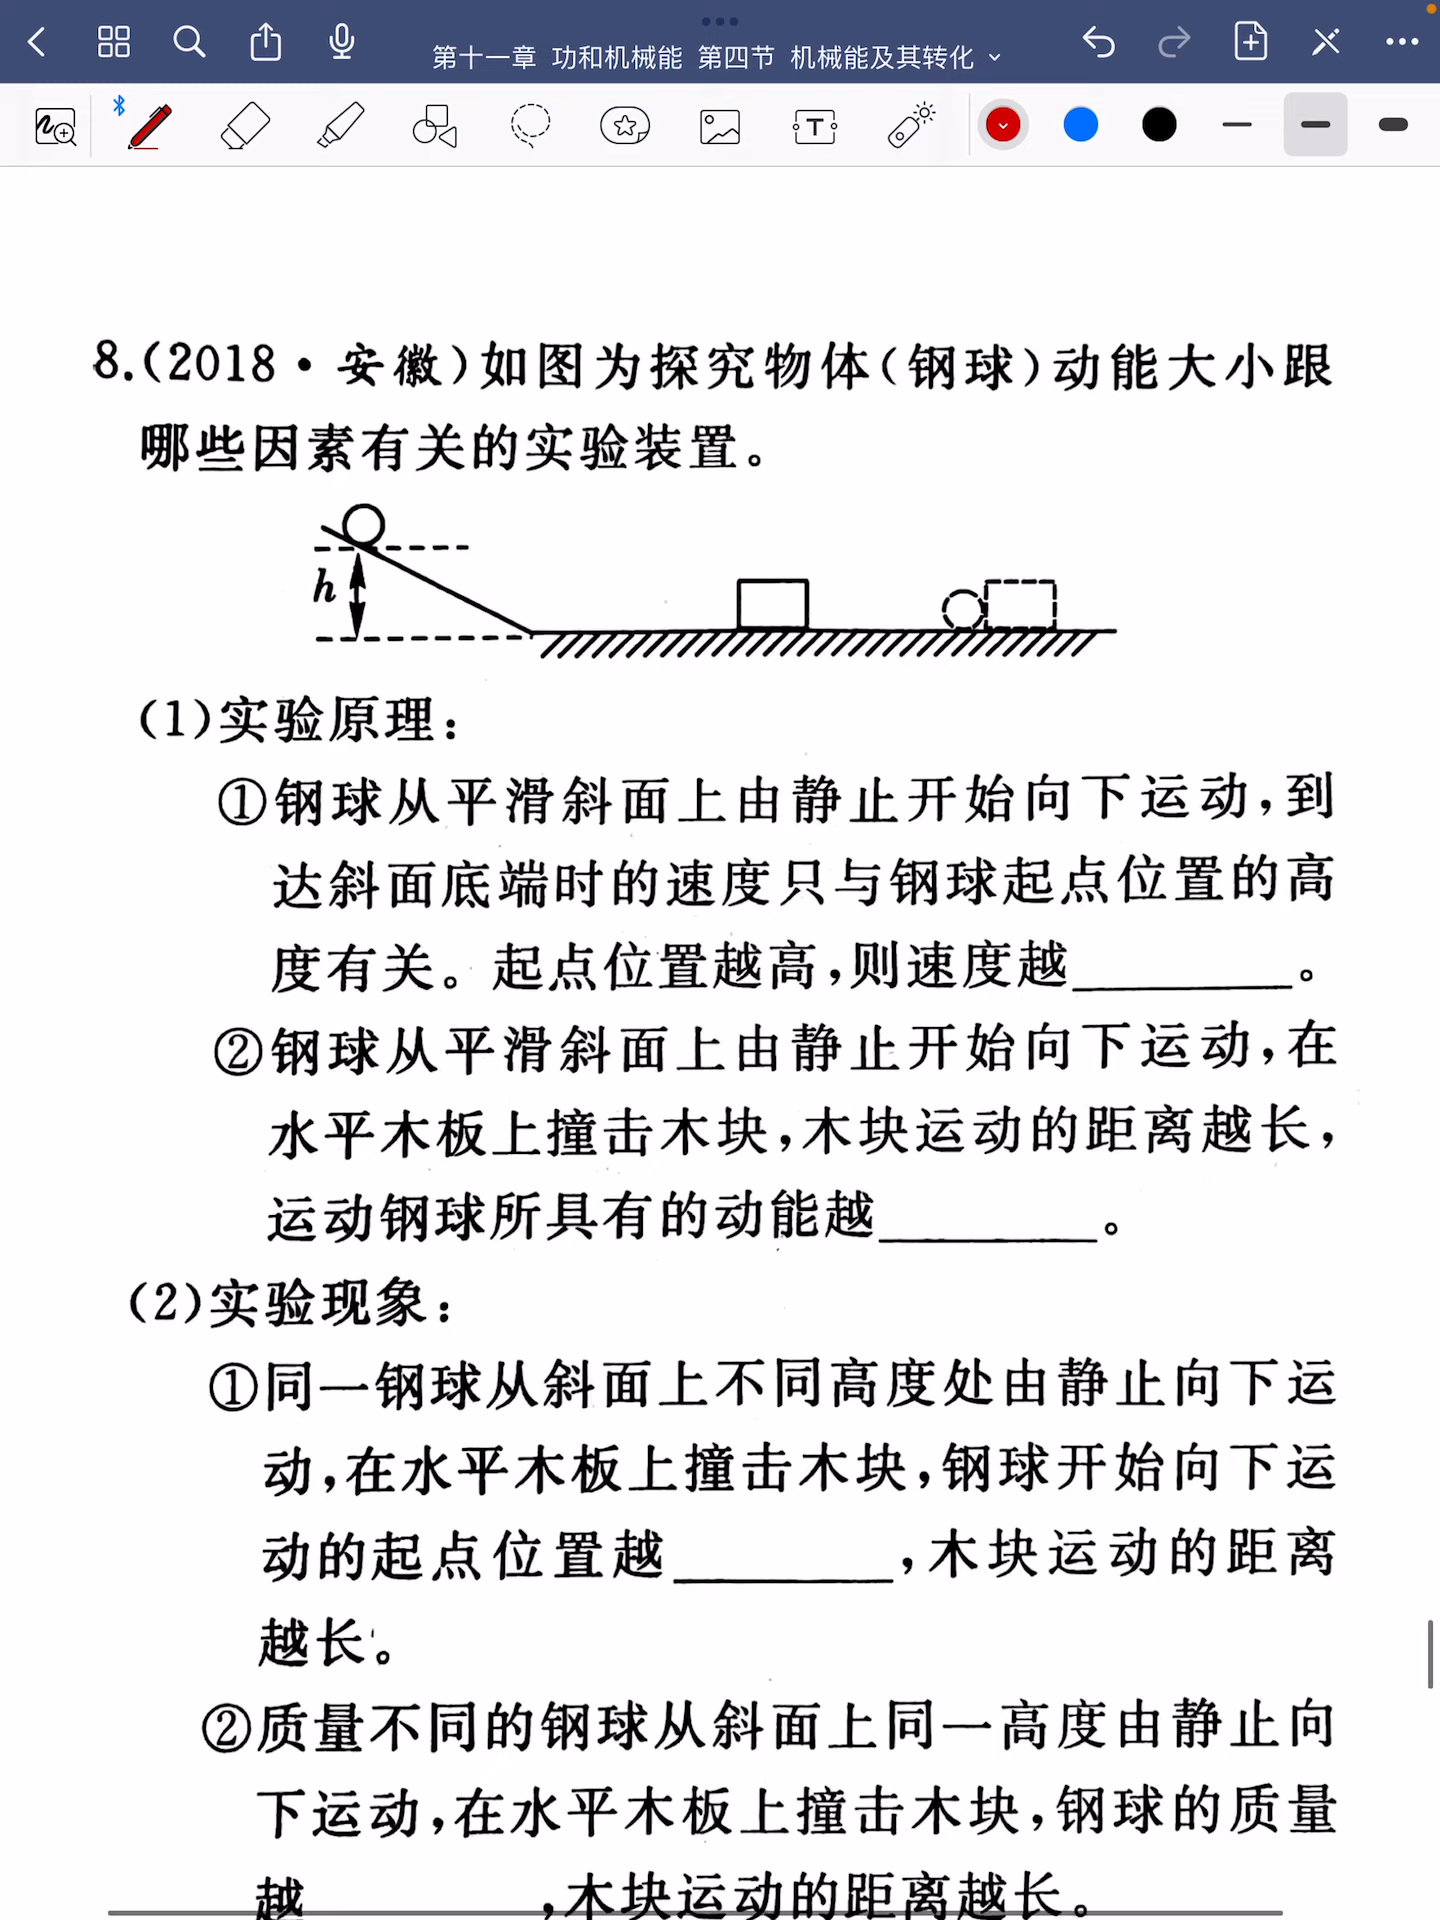 第十一章 功和机械能 第四节 机械能及其转化
8.(2018·安徽)如图为探究物体(钢球)动能大小跟
哪些因素有关的实验装置。
h
(1)实验原理:
①钢球从平滑斜面上由静止开始向下运动,到
达斜面底端时的速度只与钢球起点位置的高
度有关。起点位置越高,则速度越________。
②钢球从平滑斜面上由静止开始向下运动,在
水平木板上撞击木块,木块运动的距离越长,
运动钢球所具有的动能越________。
(2)实验现象:
①同一钢球从斜面上不同高度处由静止向下运
动,在水平木板上撞击木块,钢球开始向下运
动的起点位置越________,木块运动的距离
越长。
②质量不同的钢球从斜面上同一高度由静止向
下运动,在水平木板上撞击木块,钢球的质量
越________,木块运动的距离越长。